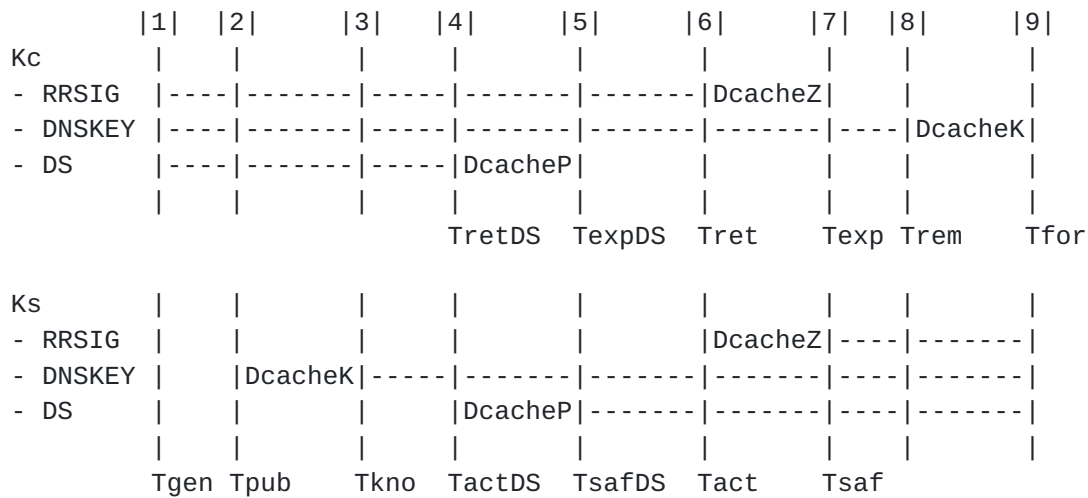 |1|  |2|     |3|   |4|     |5|     |6|     |7|  |8|     |9|
Kc        |    |       |     |       |       |       |    |       |
- RRSIG  |----|-------|-----|-------|-------|DcacheZ|    |       |
- DNSKEY |----|-------|-----|-------|-------|-------|----|DcacheK|
- DS     |----|-------|-----|DcacheP|       |       |    |       |
         |    |       |     |       |       |       |    |       |
                            TretDS  TexpDS  Tret    Texp Trem    Tfor
Ks       |    |       |     |       |       |       |    |       |
- RRSIG  |    |       |     |       |       |DcacheZ|----|-------|
- DNSKEY |    |DcacheK|-----|-------|-------|-------|----|-------|
- DS     |    |       |     |DcacheP|-------|-------|----|-------|
         |    |       |     |       |       |       |    |       |
         Tgen Tpub    Tkno  TactDS  TsafDS  Tact    Tsaf